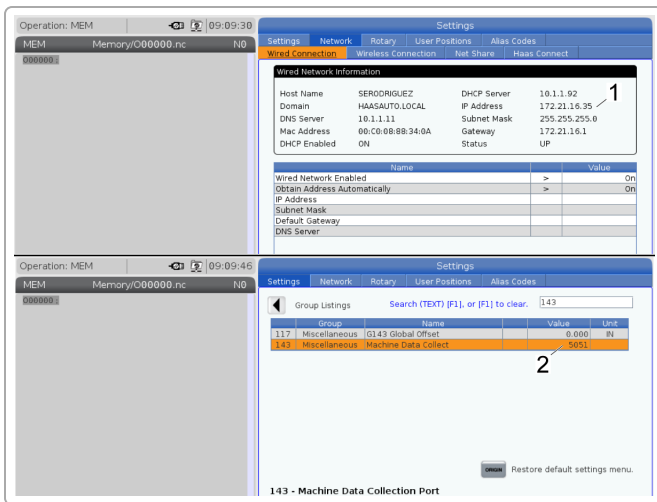 Operation: MEM 09:09:30
MEM Memory/O00000.nc N0
O00000;
Settings
Settings Network Rotary User Positions Alias Codes
Wired Connection Wireless Connection Net Share Haas Connect
Wired Network Information
Host Name SERODRIGUEZ DHCP Server 10.1.1.92
Domain HAASAUTO.LOCAL IP Address 172.21.16.35
DNS Server 10.1.1.11 Subnet Mask 255.255.255.0
Mac Address 00:C0:08:88:34:0A Gateway 172.21.16.1
DHCP Enabled ON Status UP
1
Name Value
Wired Network Enabled > On
Obtain Address Automatically > On
IP Address
Subnet Mask
Default Gateway
DNS Server
Operation: MEM 09:09:46
MEM Memory/O00000.nc N0
O00000;
Settings
Settings Network Rotary User Positions Alias Codes
Group Listings Search (TEXT) [F1], or [F1] to clear. 143
Group Name Value Unit
117 Miscellaneous G143 Global Offset 0.000 IN
143 Miscellaneous Machine Data Collect 5051
2
ORIGIN Restore default settings menu.
143 - Machine Data Collection Port